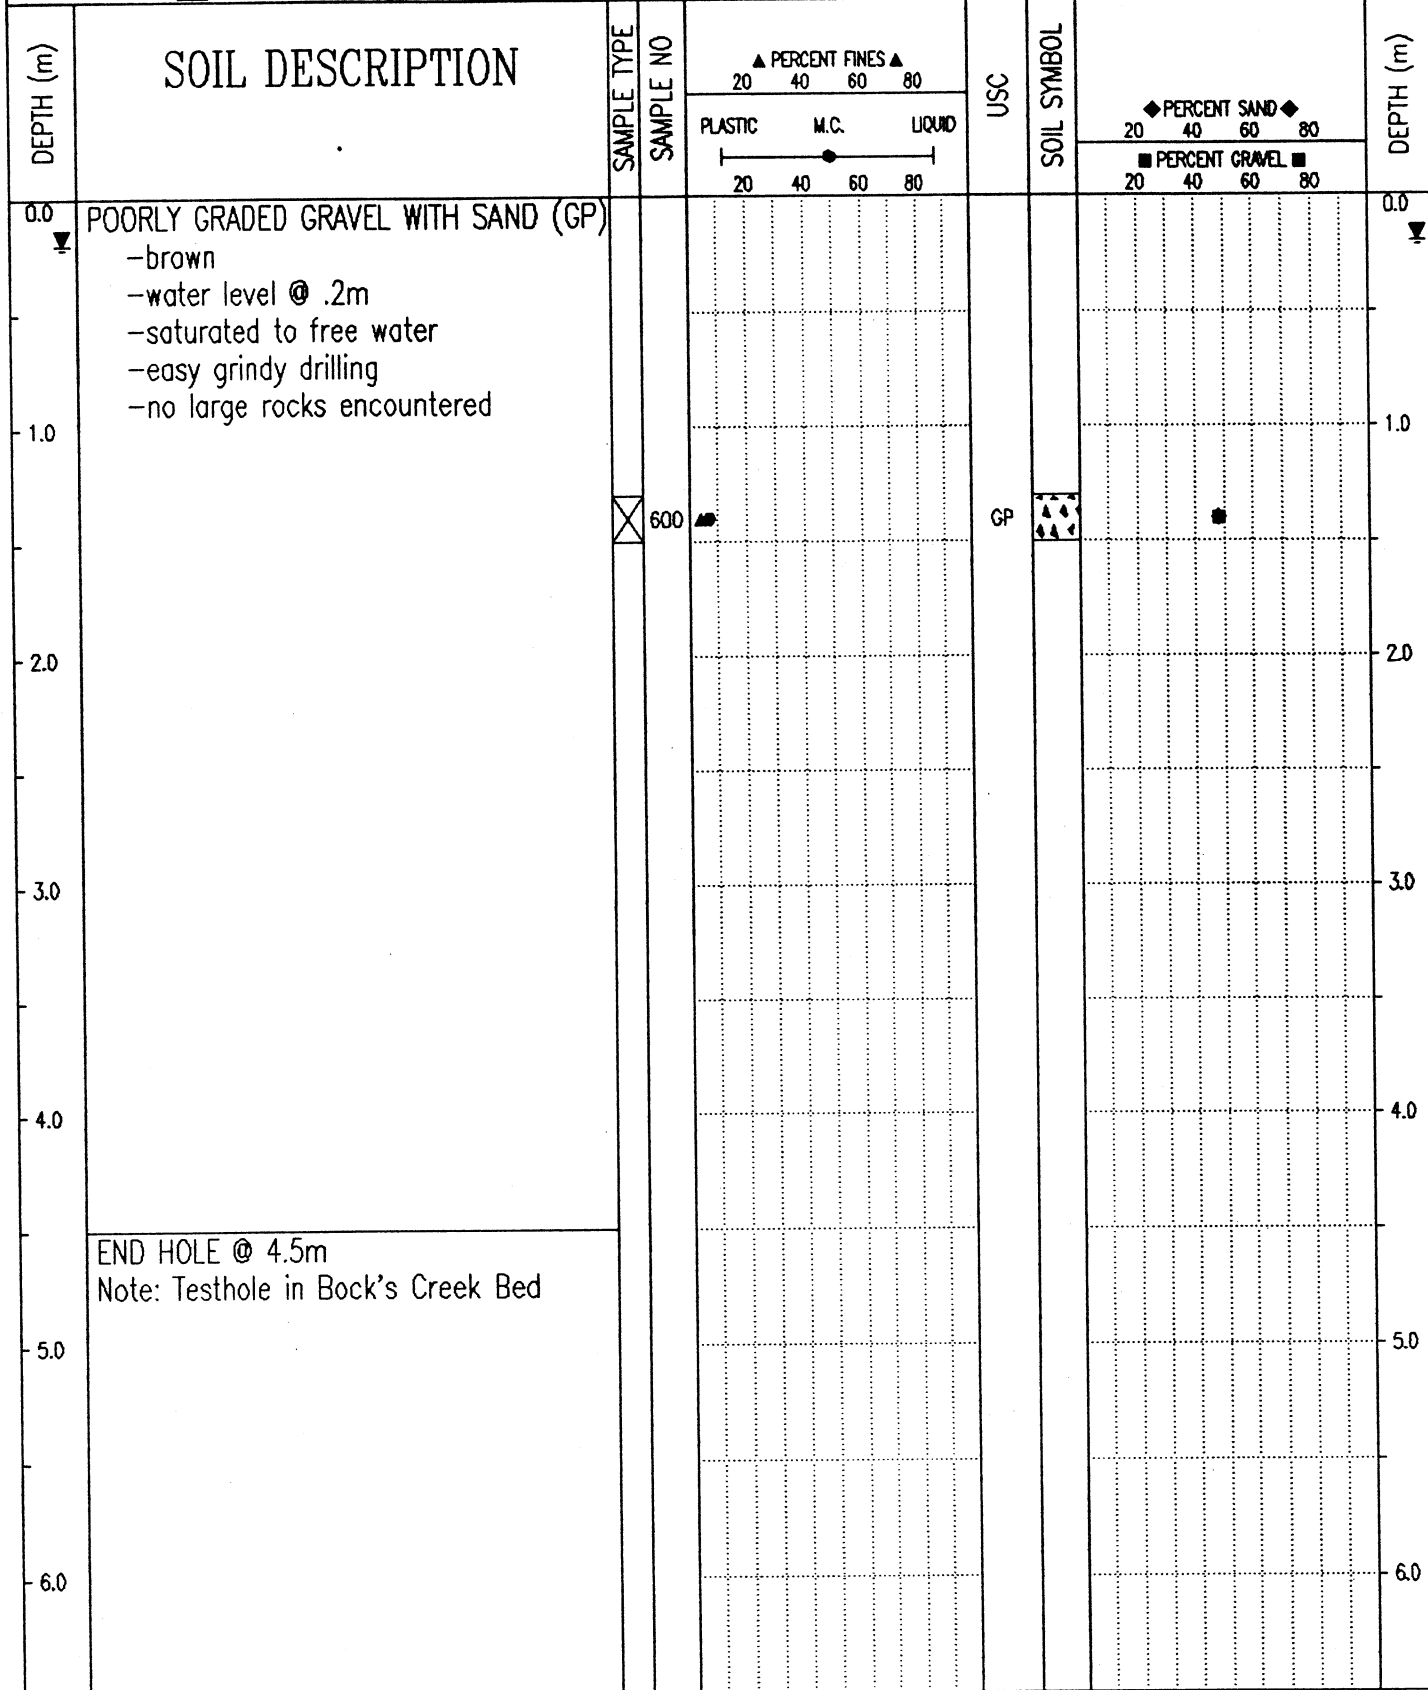 DEPTH (m)
SOIL DESCRIPTION
SAMPLE TYPE
SAMPLE NO
▲ PERCENT FINES ▲
20 40 60 80
PLASTIC M.C. LIQUID
20 40 60 80
USC
SOIL SYMBOL
◆ PERCENT SAND ◆
20 40 60 80
■ PERCENT GRAVEL ■
20 40 60 80
DEPTH (m)
0.0 POORLY GRADED GRAVEL WITH SAND (GP) 0.0
-brown
-water level @ .2m
-saturated to free water
-easy grindy drilling
-no large rocks encountered
1.0 1.0
600 GP
2.0 2.0
3.0 3.0
4.0 4.0
END HOLE @ 4.5m
Note: Testhole in Bock's Creek Bed
5.0 5.0
6.0 6.0